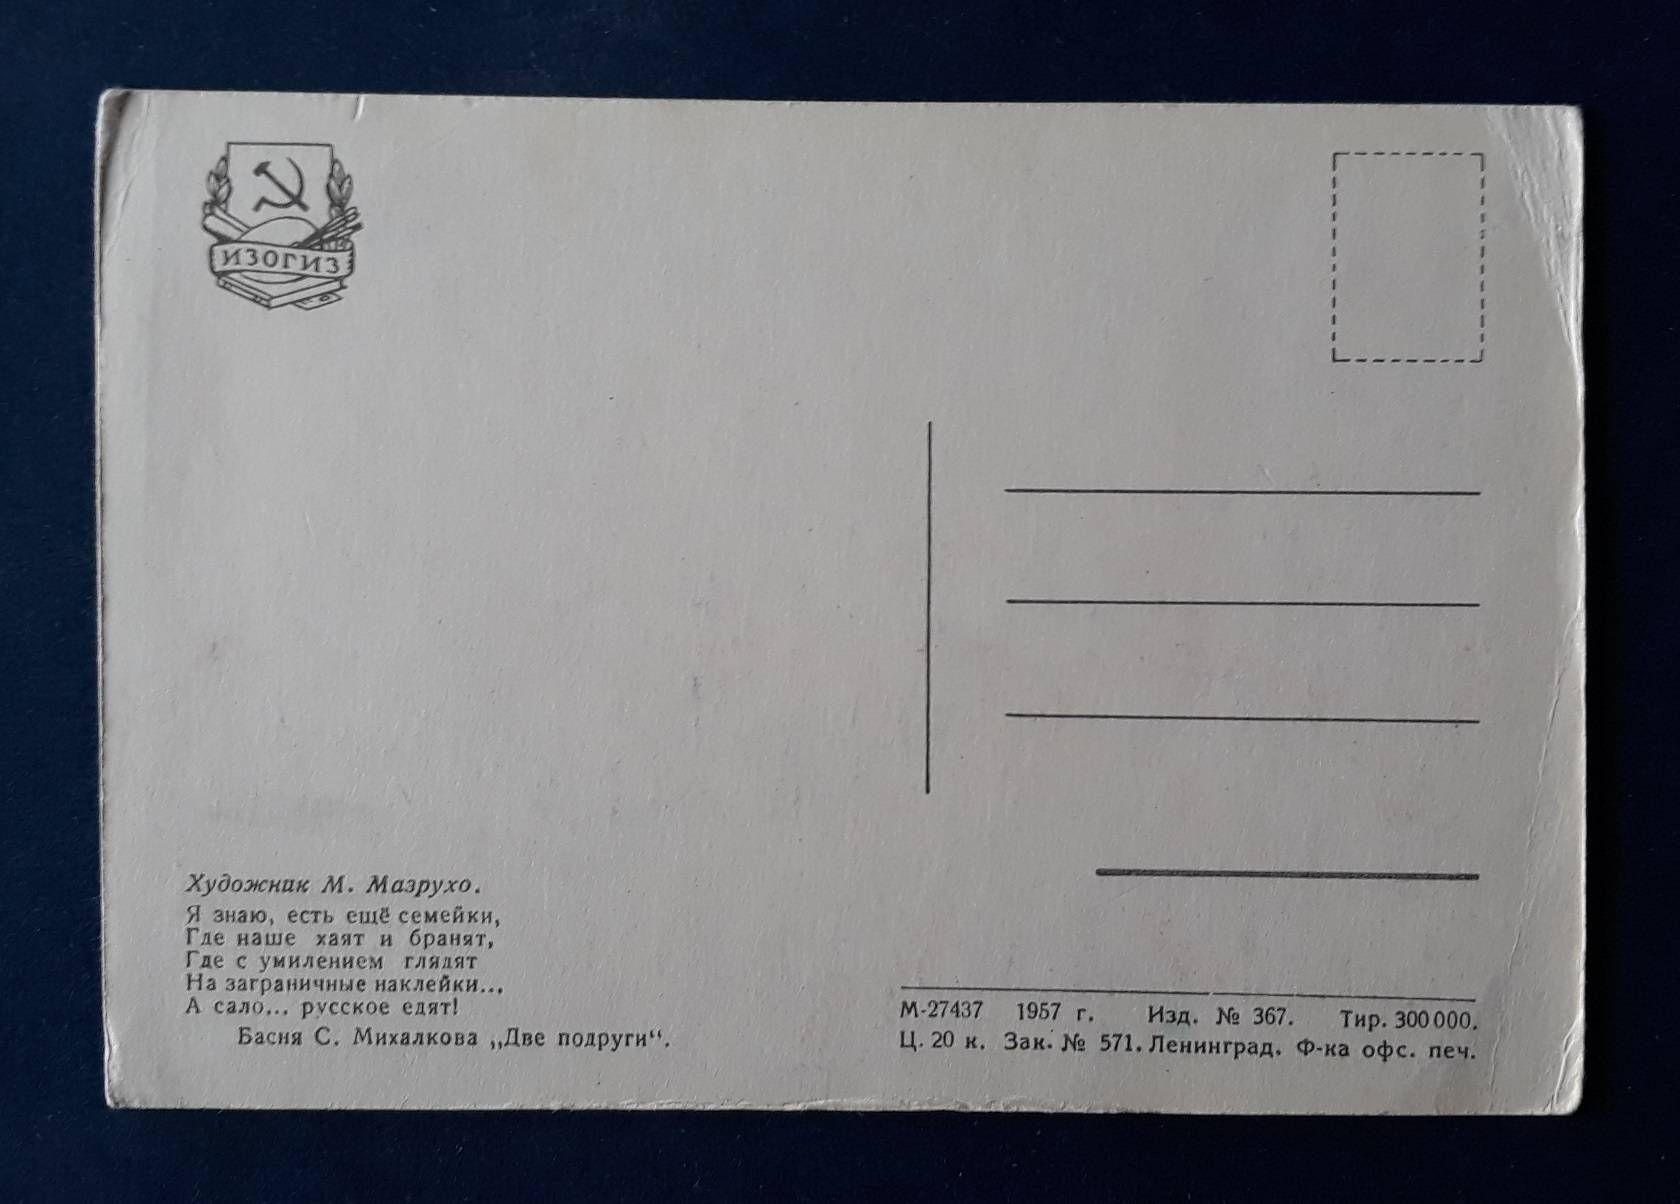 ИЗОГИЗ
Художник М. Мазрухо.
Я знаю, есть ещё семейки,
Где наше хаят и бранят,
Где с умилением глядят
На заграничные наклейки...
А сало... русское едят!
Басня С. Михалкова „Две подруги“.
М-27437 1957 г. Изд. № 367. Тир. 300 000.
Ц. 20 к. Зак. № 571. Ленинград. Ф-ка офс. печ.